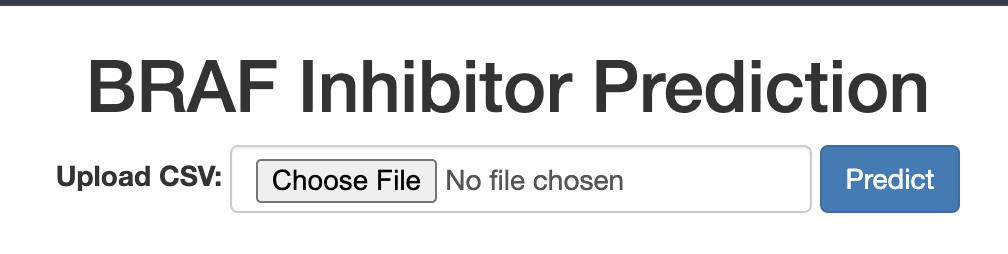 BRAF Inhibitor Prediction
Upload CSV: Choose File No file chosen Predict